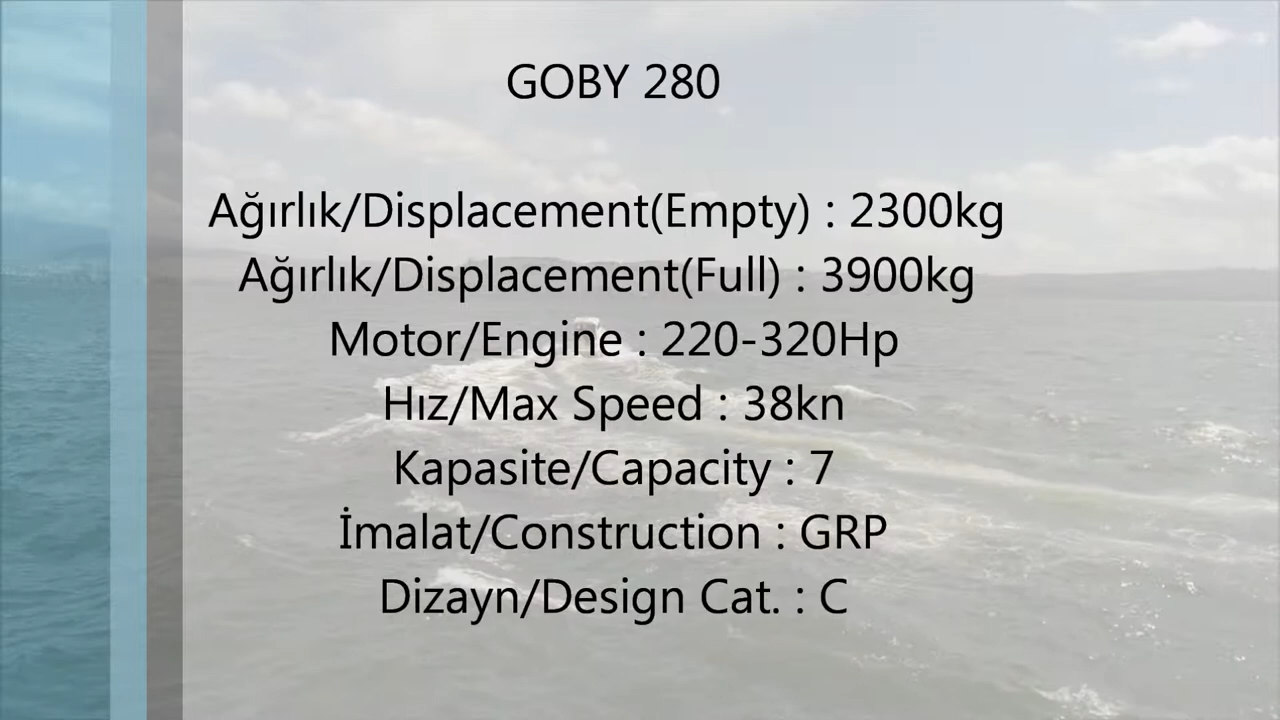 GOBY 280
Ağırlık/Displacement(Empty) : 2300kg
Ağırlık/Displacement(Full) : 3900kg
Motor/Engine : 220-320Hp
Hız/Max Speed : 38kn
Kapasite/Capacity : 7
İmalat/Construction : GRP
Dizayn/Design Cat. : C